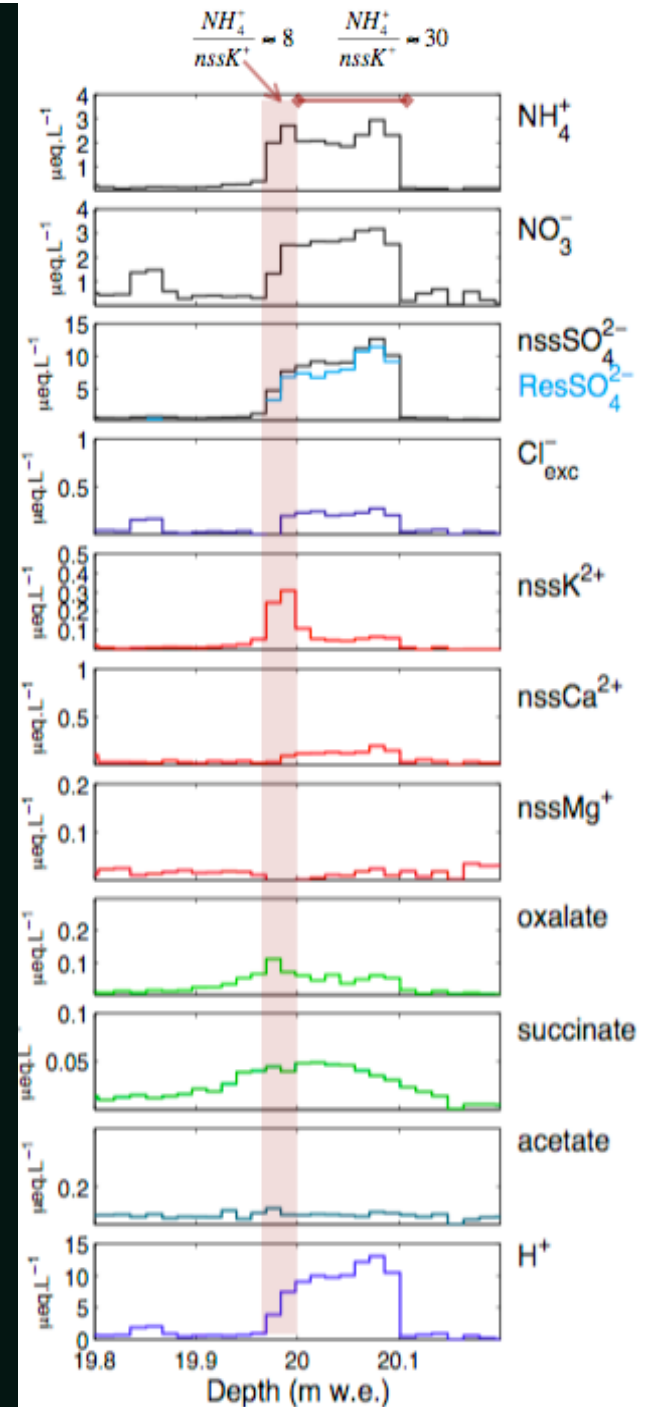 NH₄⁺/nssK⁺ ≈ 8
NH₄⁺/nssK⁺ ≈ 30
4
3
2
1
NH₄⁺
4
3
2
1
NO₃⁻
15
10
5
nssSO₄²⁻
ResSO₄²⁻
1
0.5
Cl⁻exc
0.5
0.4
0.3
0.2
0.1
nssK²⁺
1
0.5
nssCa²⁺
0.2
0.1
nssMg⁺
0.2
0.1
oxalate
0.1
0.05
succinate
0.2
acetate
15
10
5
0
H⁺
19.8 19.9 20 20.1
Depth (m w.e.)